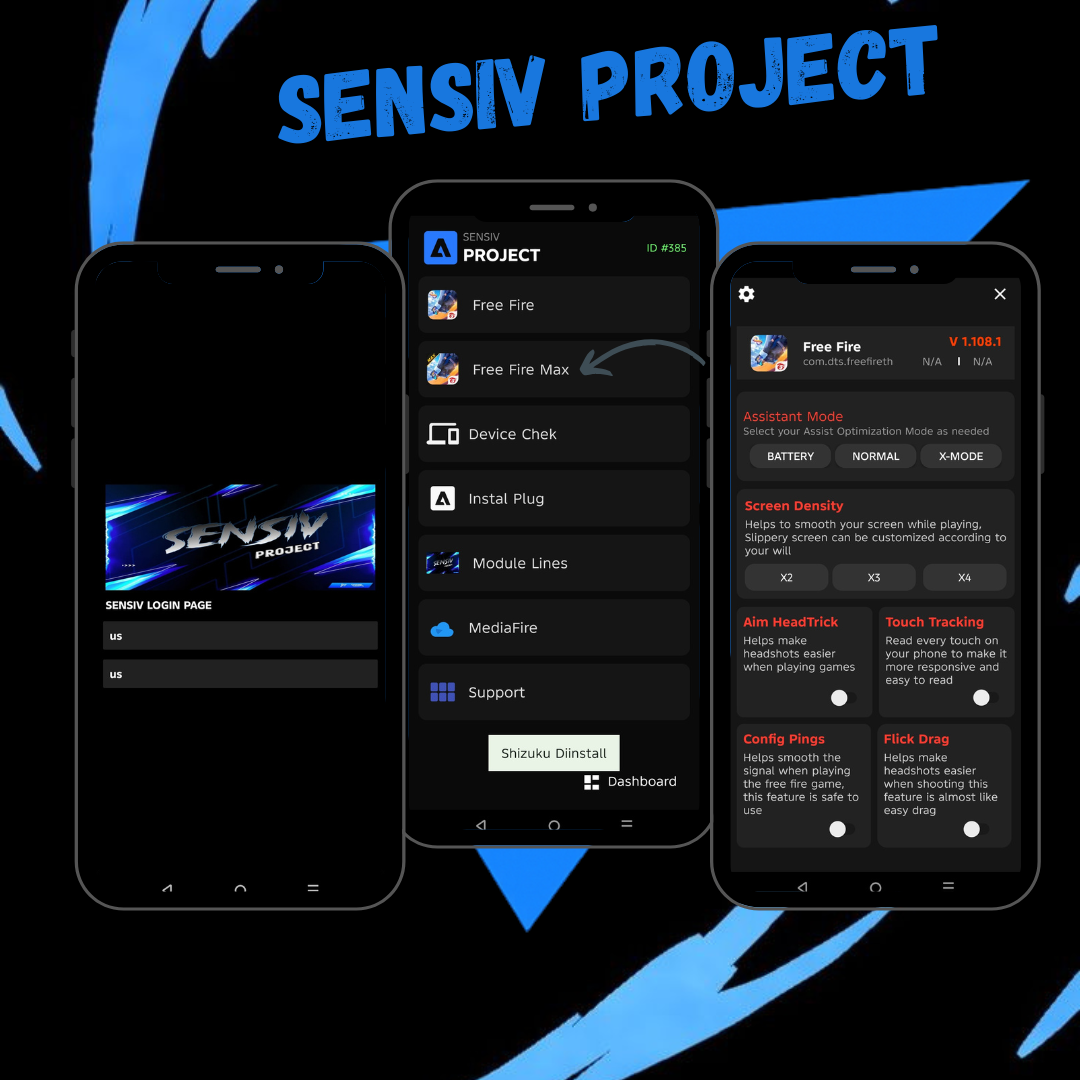 SENSIV PROJECT
SENSIV
PROJECT
SENSIV LOGIN PAGE
us
us
SENSIV
PROJECT
ID #385
Free Fire
Free Fire Max
Device Chek
Instal Plug
Module Lines
MediaFire
Support
Shizuku Diinstall
Dashboard
V 1.108.1
Free Fire
com.dts.freefireth
N/A I N/A
Assistant Mode
Select your Assist Optimization Mode as needed
BATTERY NORMAL X-MODE
Screen Density
Helps to smooth your screen while playing,
Slippery screen can be customized according to
your will
X2 X3 X4
Aim HeadTrick
Helps make
headshots easier
when playing games
Touch Tracking
Read every touch on
your phone to make it
more responsive and
easy to read
Config Pings
Helps smooth the
signal when playing
the free fire game,
this feature is safe to
use
Flick Drag
Helps make
headshots easier
when shooting this
feature is almost like
easy drag